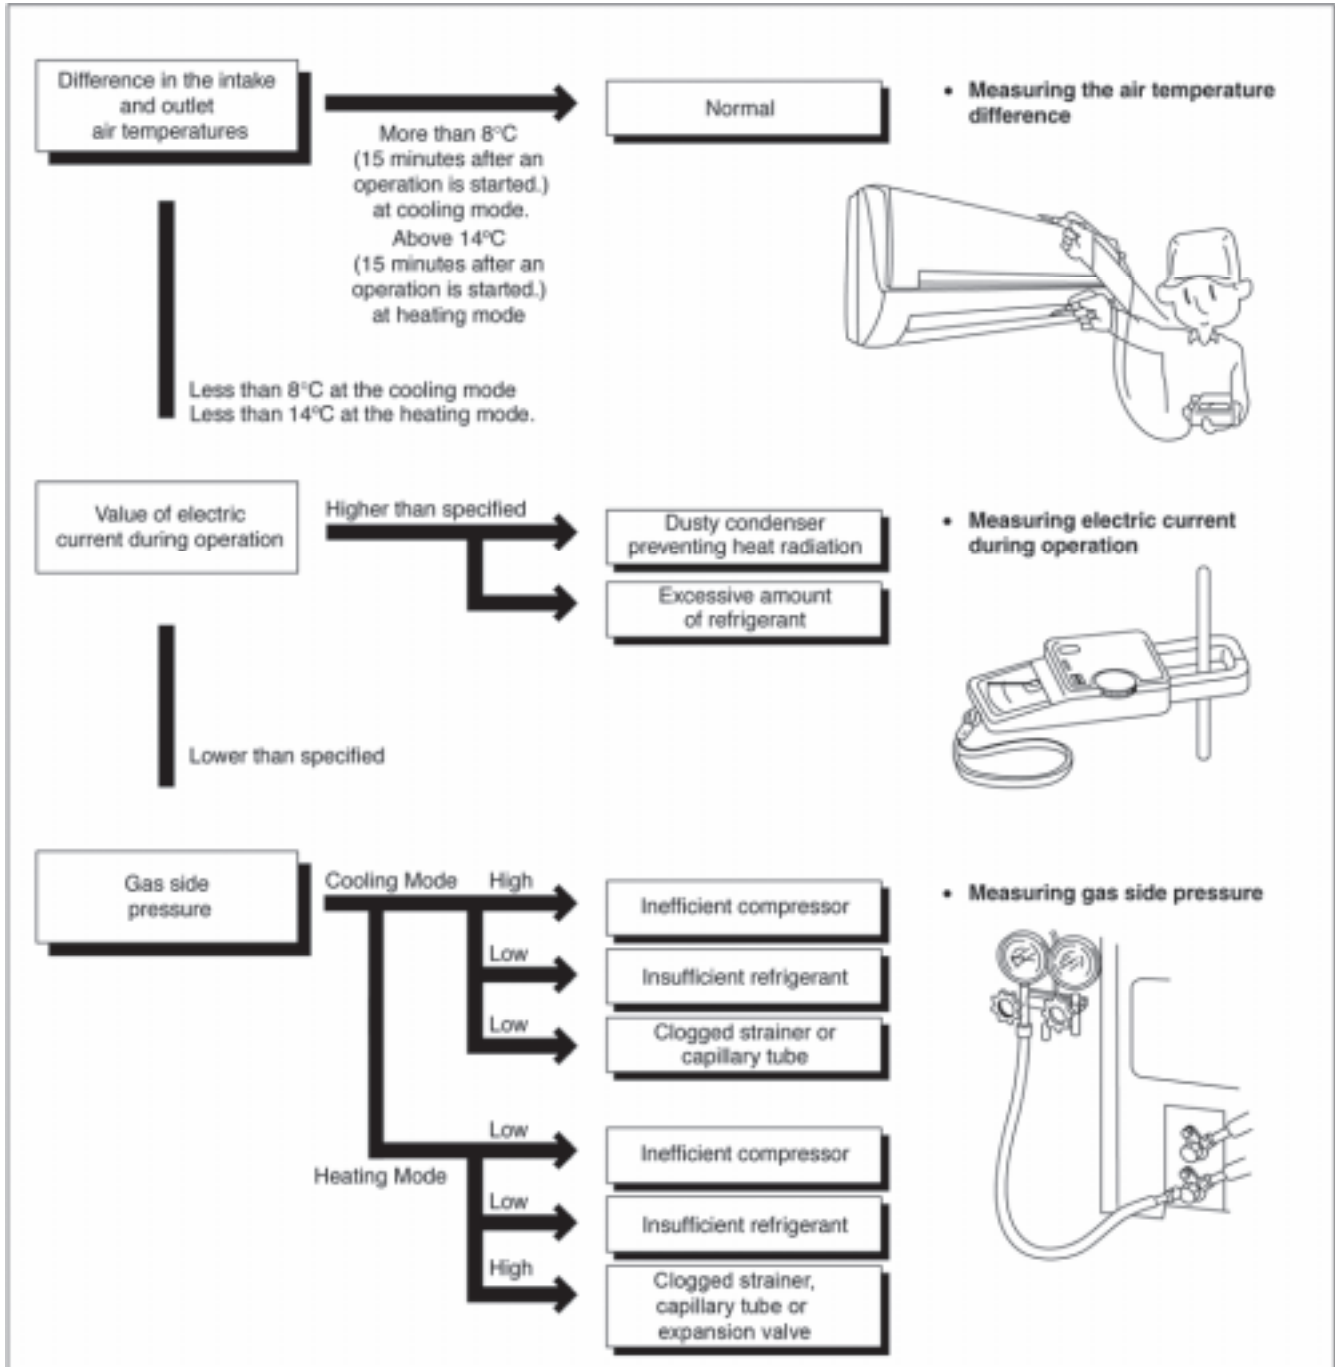 Difference in the intake
and outlet
air temperatures
More than 8°C
(15 minutes after an
operation is started.)
at cooling mode.
Above 14°C
(15 minutes after an
operation is started.)
at heating mode
Normal
• Measuring the air temperature
difference
Less than 8°C at the cooling mode
Less than 14°C at the heating mode.
Value of electric
current during operation
Higher than specified
Dusty condenser
preventing heat radiation
Excessive amount
of refrigerant
• Measuring electric current
during operation
Lower than specified
Gas side
pressure
Cooling Mode
High
Inefficient compressor
Low
Insufficient refrigerant
Low
Clogged strainer or
capillary tube
• Measuring gas side pressure
Heating Mode
Low
Inefficient compressor
Low
Insufficient refrigerant
High
Clogged strainer,
capillary tube or
expansion valve